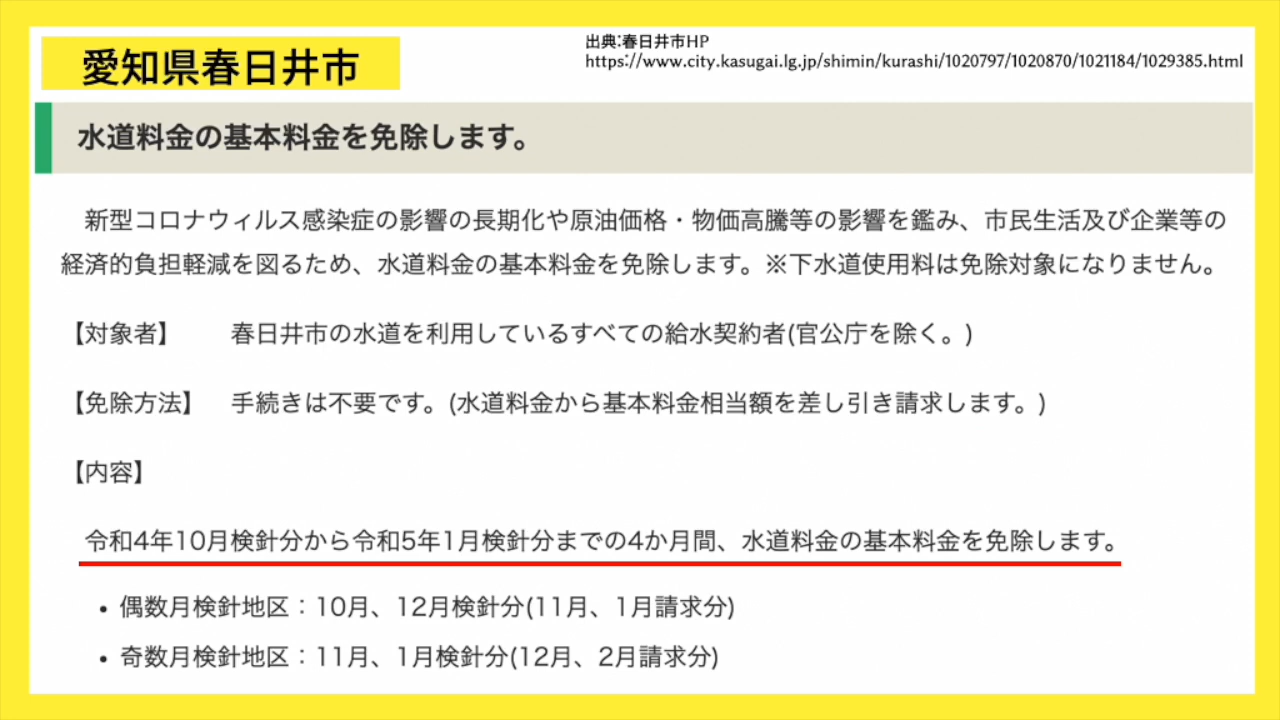 愛知県春日井市
出典:春日井市HP
https://www.city.kasugai.lg.jp/shimin/kurashi/1020797/1020870/1021184/1029385.html
水道料金の基本料金を免除します。
新型コロナウィルス感染症の影響の長期化や原油価格・物価高騰等の影響を鑑み、市民生活及び企業等の
経済的負担軽減を図るため、水道料金の基本料金を免除します。※下水道使用料は免除対象になりません。
【対象者】　　春日井市の水道を利用しているすべての給水契約者(官公庁を除く。)
【免除方法】　手続きは不要です。(水道料金から基本料金相当額を差し引き請求します。)
【内容】
令和4年10月検針分から令和5年1月検針分までの4か月間、水道料金の基本料金を免除します。
• 偶数月検針地区：10月、12月検針分(11月、1月請求分)
• 奇数月検針地区：11月、1月検針分(12月、2月請求分)